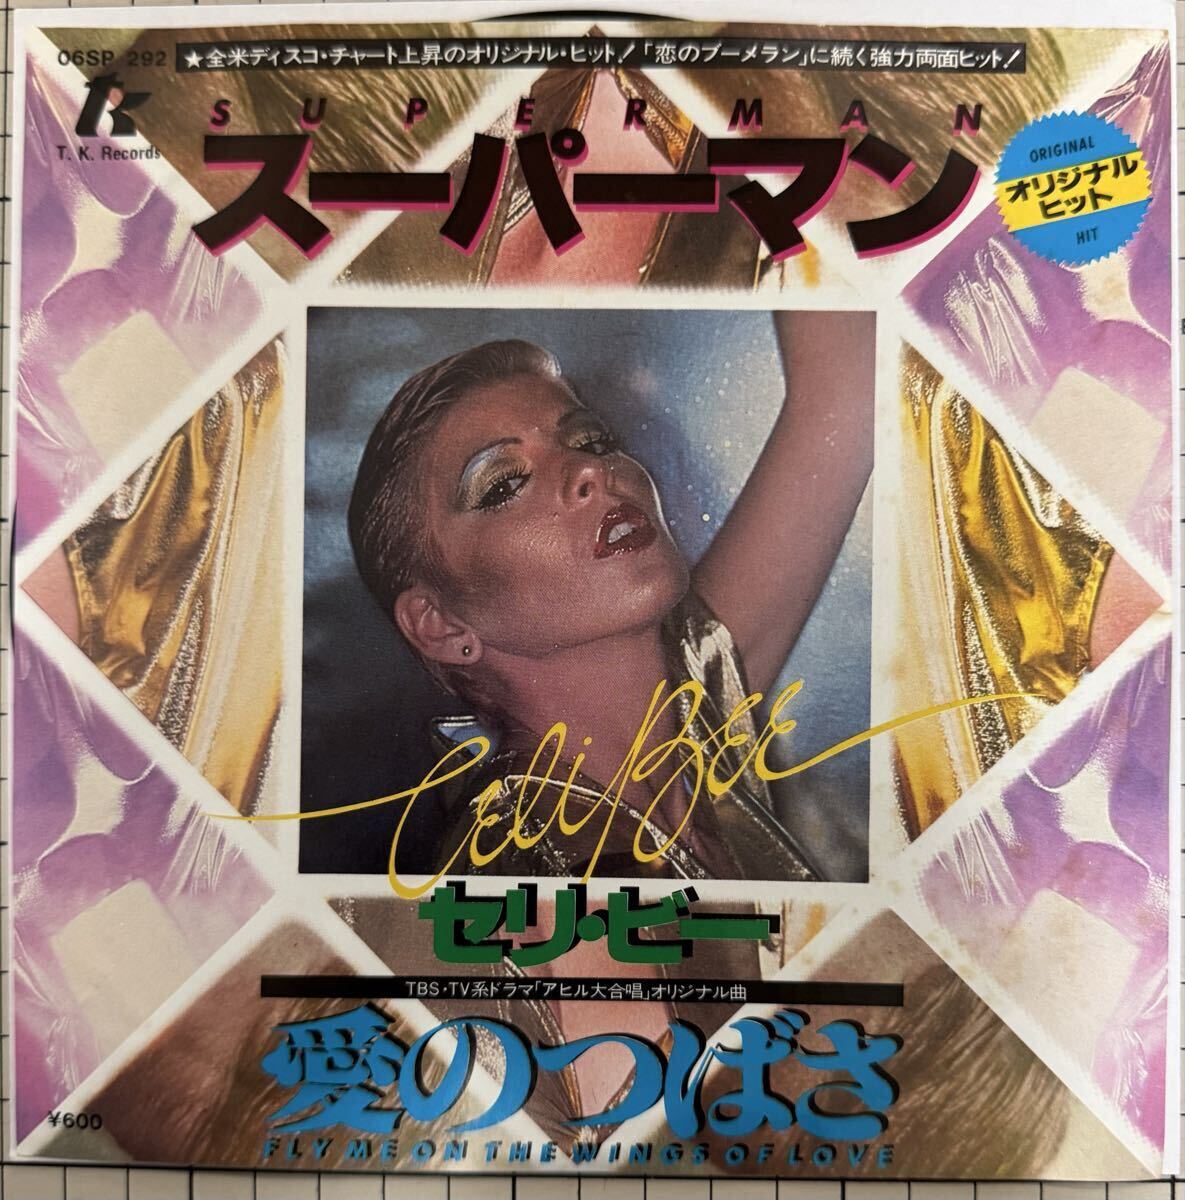 06SP 292
★全米ディスコ・チャート上昇のオリジナル・ヒット!「恋のブーメラン」に続く強力両面ヒット!
T. K. Records
SUPERMAN
スーパーマン
ORIGINAL
オリジナル
ヒット
HIT
Celi Bee
セリ・ビー
TBS・TV系ドラマ「アヒル大合唱」オリジナル曲
愛のつばさ
¥600
FLY ME ON THE WINGS OF LOVE